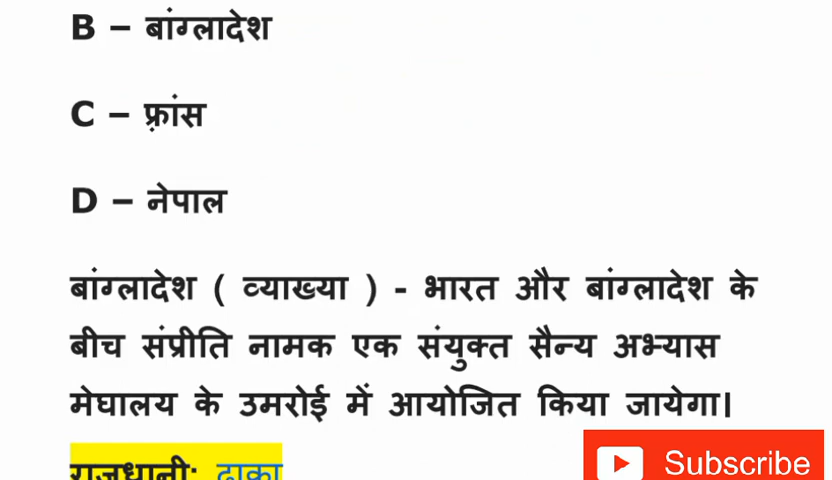 B – बांग्लादेश
C – फ़्रांस
D – नेपाल
बांग्लादेश ( व्याख्या ) - भारत और बांग्लादेश के
बीच संप्रीति नामक एक संयुक्त सैन्य अभ्यास
मेघालय के उमरोई में आयोजित किया जायेगा।
राजधानी: ढाका
Subscribe